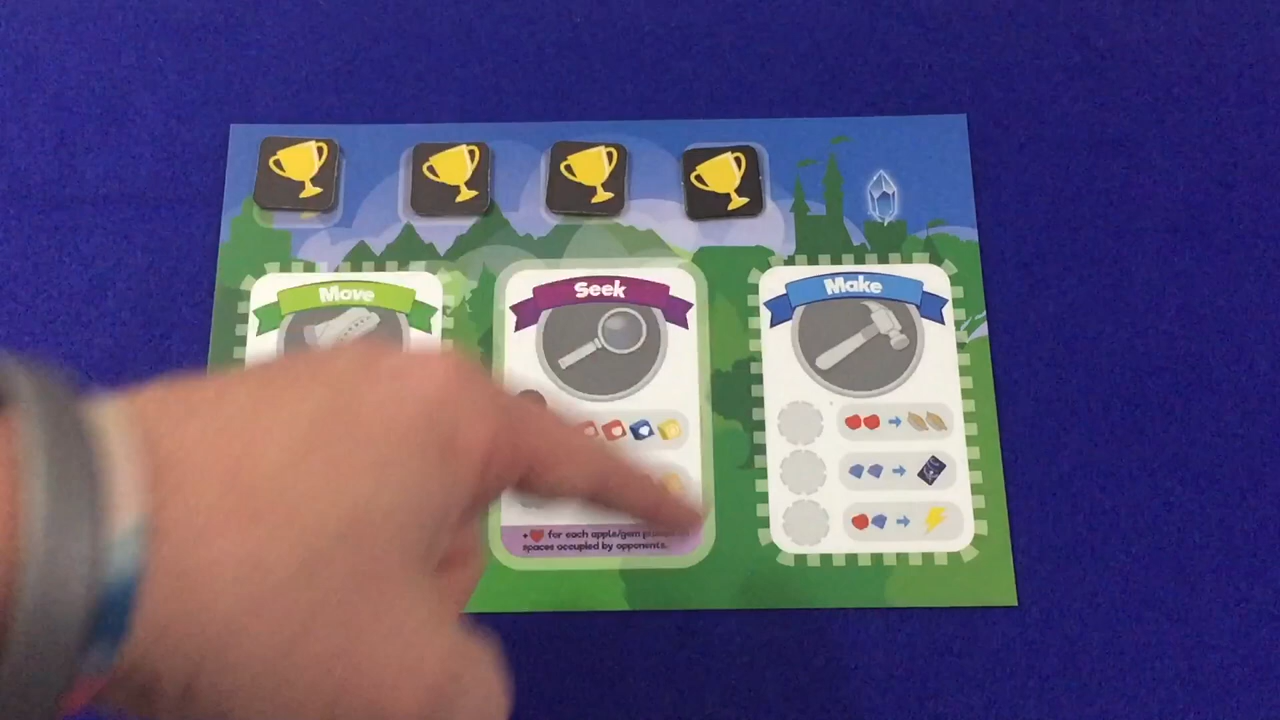 Move
Seek
Make
+ for each apple/gem
spaces occupied by opponents.